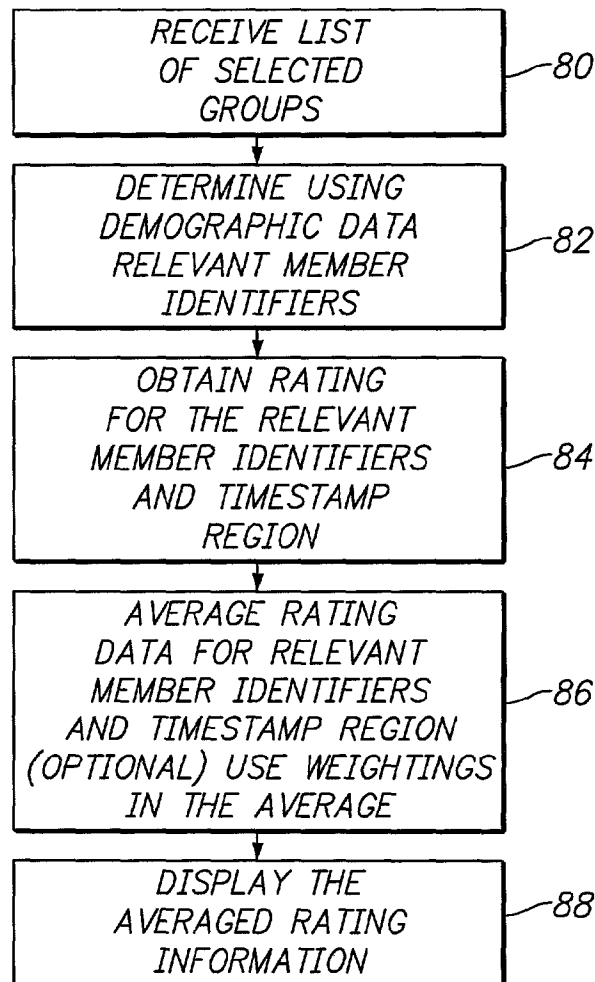 RECEIVE LIST
OF SELECTED
GROUPS
80
DETERMINE USING
DEMOGRAPHIC DATA
RELEVANT MEMBER
IDENTIFIERS
82
OBTAIN RATING
FOR THE RELEVANT
MEMBER IDENTIFIERS
AND TIMESTAMP
REGION
84
AVERAGE RATING
DATA FOR RELEVANT
MEMBER IDENTIFIERS
AND TIMESTAMP REGION
(OPTIONAL) USE WEIGHTINGS
IN THE AVERAGE
86
DISPLAY THE
AVERAGED RATING
INFORMATION
88